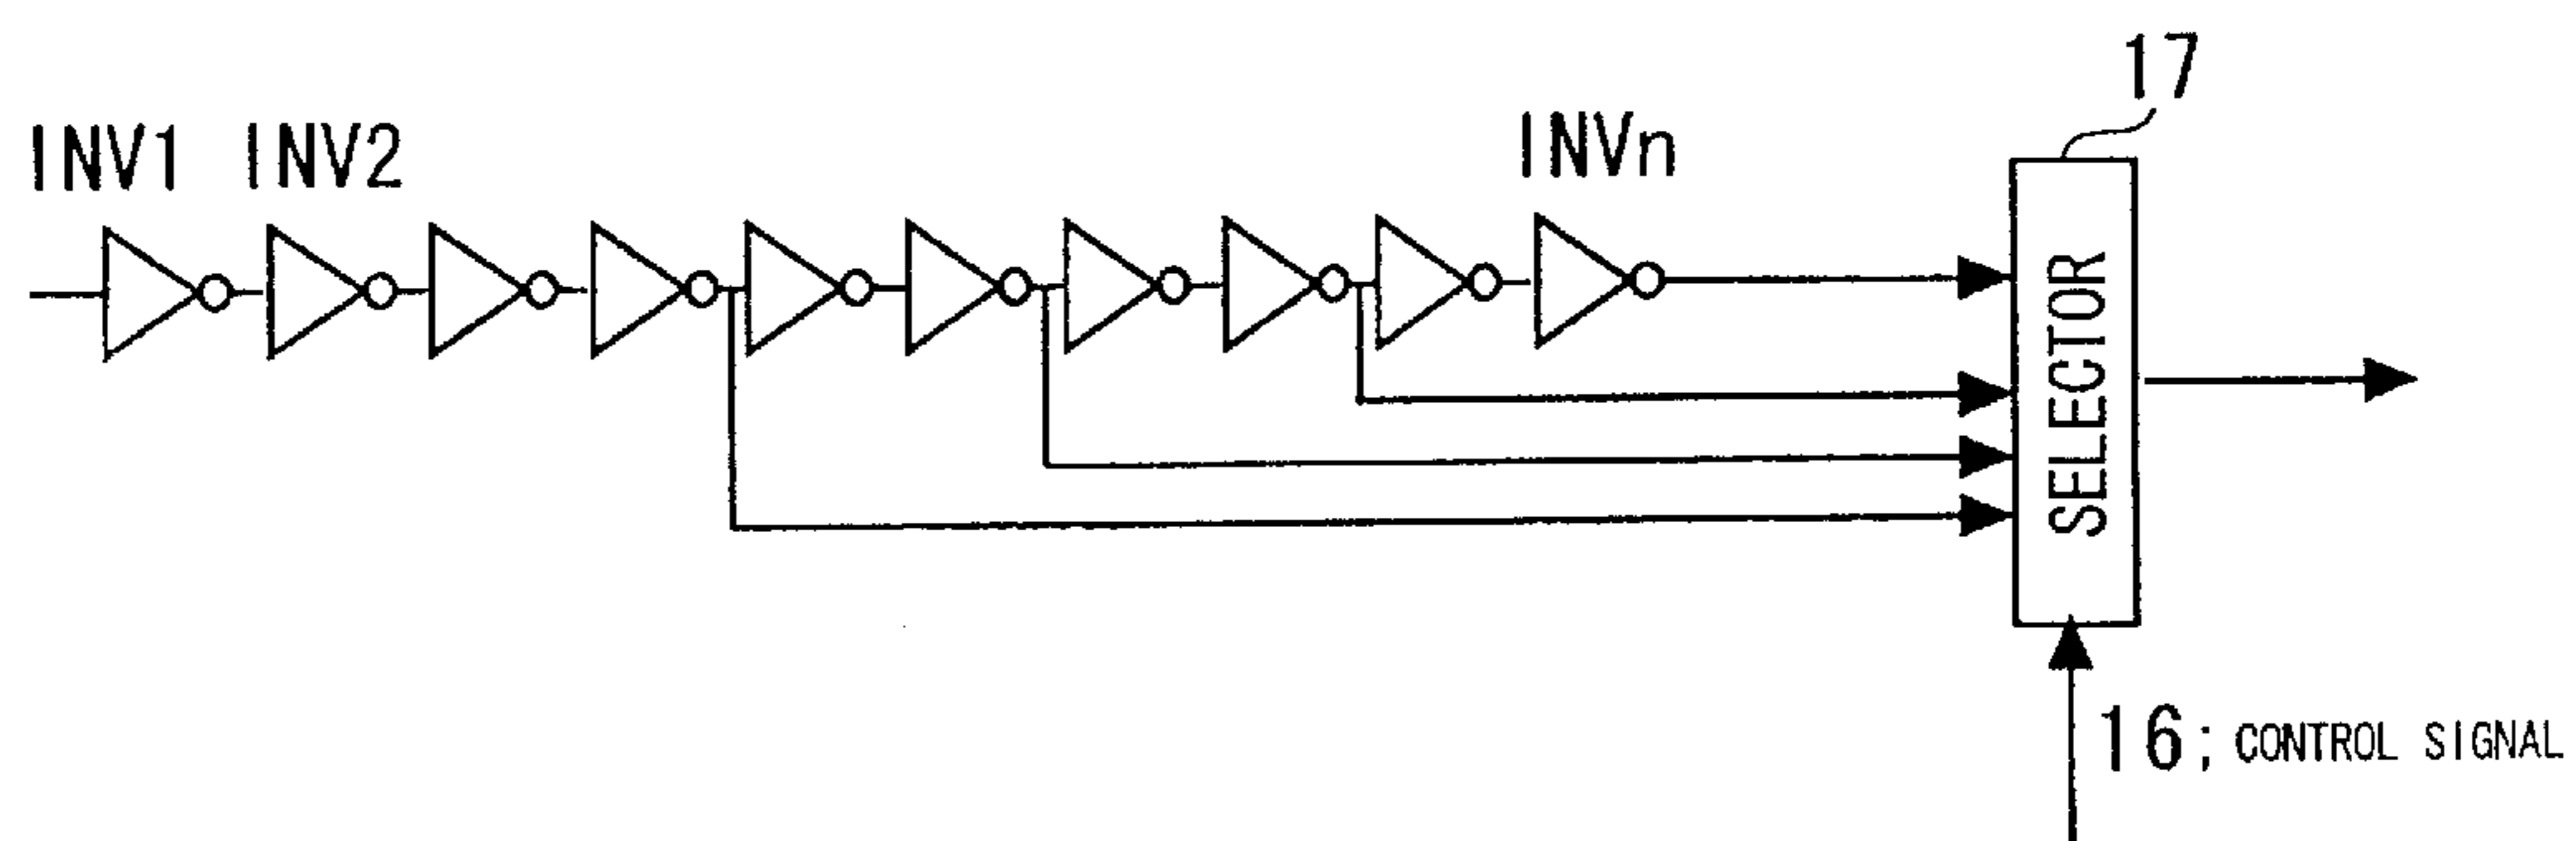 17
INV1 INV2 INVn
SELECTOR
16; CONTROL SIGNAL